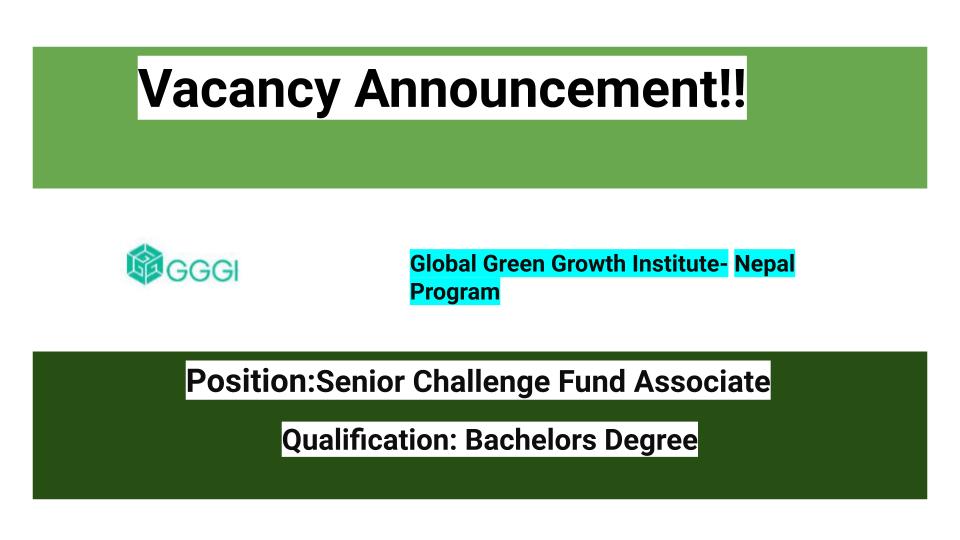 Vacancy Announcement!!
GGGI
Global Green Growth Institute- Nepal
Program
Position:Senior Challenge Fund Associate
Qualification: Bachelors Degree